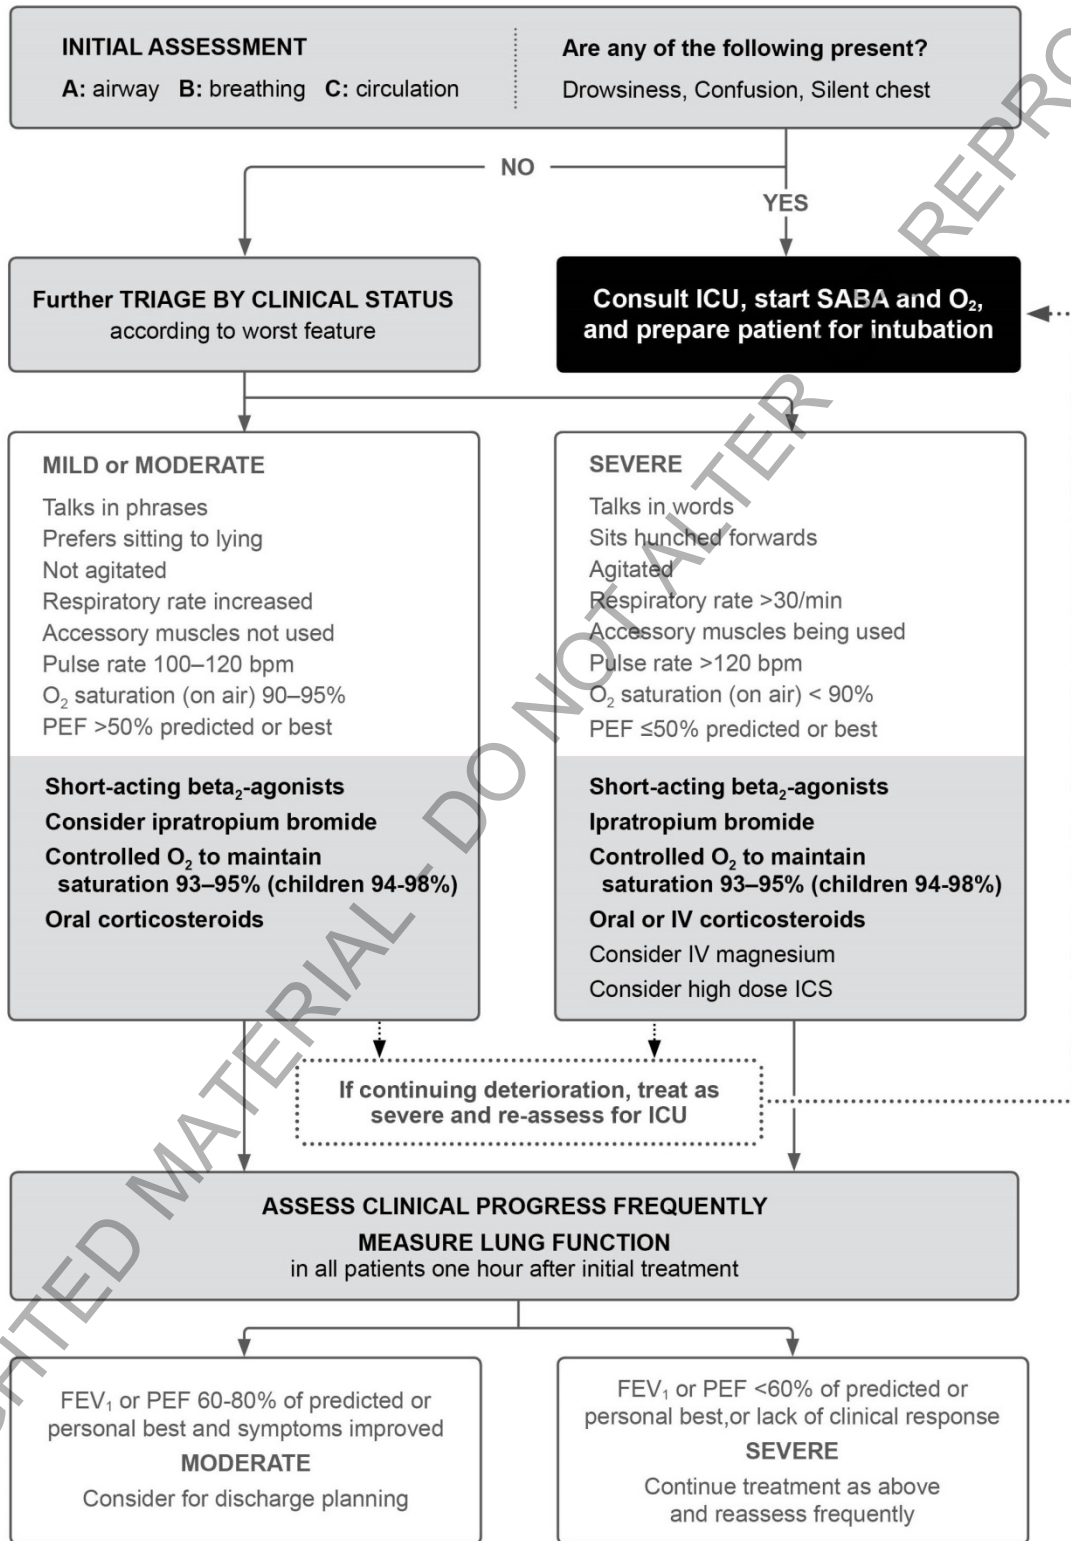 INITIAL ASSESSMENT
A: airway B: breathing C: circulation
Are any of the following present?
Drowsiness, Confusion, Silent chest
NO
YES
Further TRIAGE BY CLINICAL STATUS
according to worst feature
Consult ICU, start SABA and O₂,
and prepare patient for intubation
MILD or MODERATE
Talks in phrases
Prefers sitting to lying
Not agitated
Respiratory rate increased
Accessory muscles not used
Pulse rate 100–120 bpm
O₂ saturation (on air) 90–95%
PEF >50% predicted or best
Short-acting beta₂-agonists
Consider ipratropium bromide
Controlled O₂ to maintain
saturation 93–95% (children 94-98%)
Oral corticosteroids
SEVERE
Talks in words
Sits hunched forwards
Agitated
Respiratory rate >30/min
Accessory muscles being used
Pulse rate >120 bpm
O₂ saturation (on air) < 90%
PEF ≤50% predicted or best
Short-acting beta₂-agonists
Ipratropium bromide
Controlled O₂ to maintain
saturation 93–95% (children 94-98%)
Oral or IV corticosteroids
Consider IV magnesium
Consider high dose ICS
If continuing deterioration, treat as
severe and re-assess for ICU
ASSESS CLINICAL PROGRESS FREQUENTLY
MEASURE LUNG FUNCTION
in all patients one hour after initial treatment
FEV₁ or PEF 60-80% of predicted or
personal best and symptoms improved
MODERATE
Consider for discharge planning
FEV₁ or PEF <60% of predicted or
personal best,or lack of clinical response
SEVERE
Continue treatment as above
and reassess frequently
MATERIAL - DO NOT ALTER